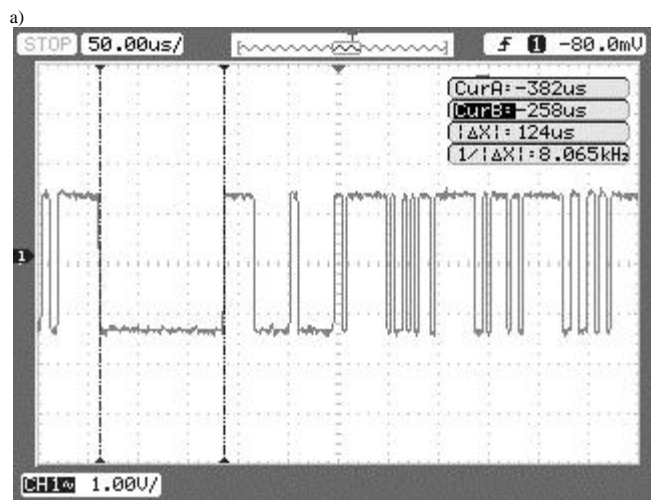 a)
STOP 50.00us/ ƒ 1 -80.0mV
CurA:-382us
CurB:-258us
|ΔX|:124us
1/|ΔX|:8.065kHz
1
CH1~ 1.00V/